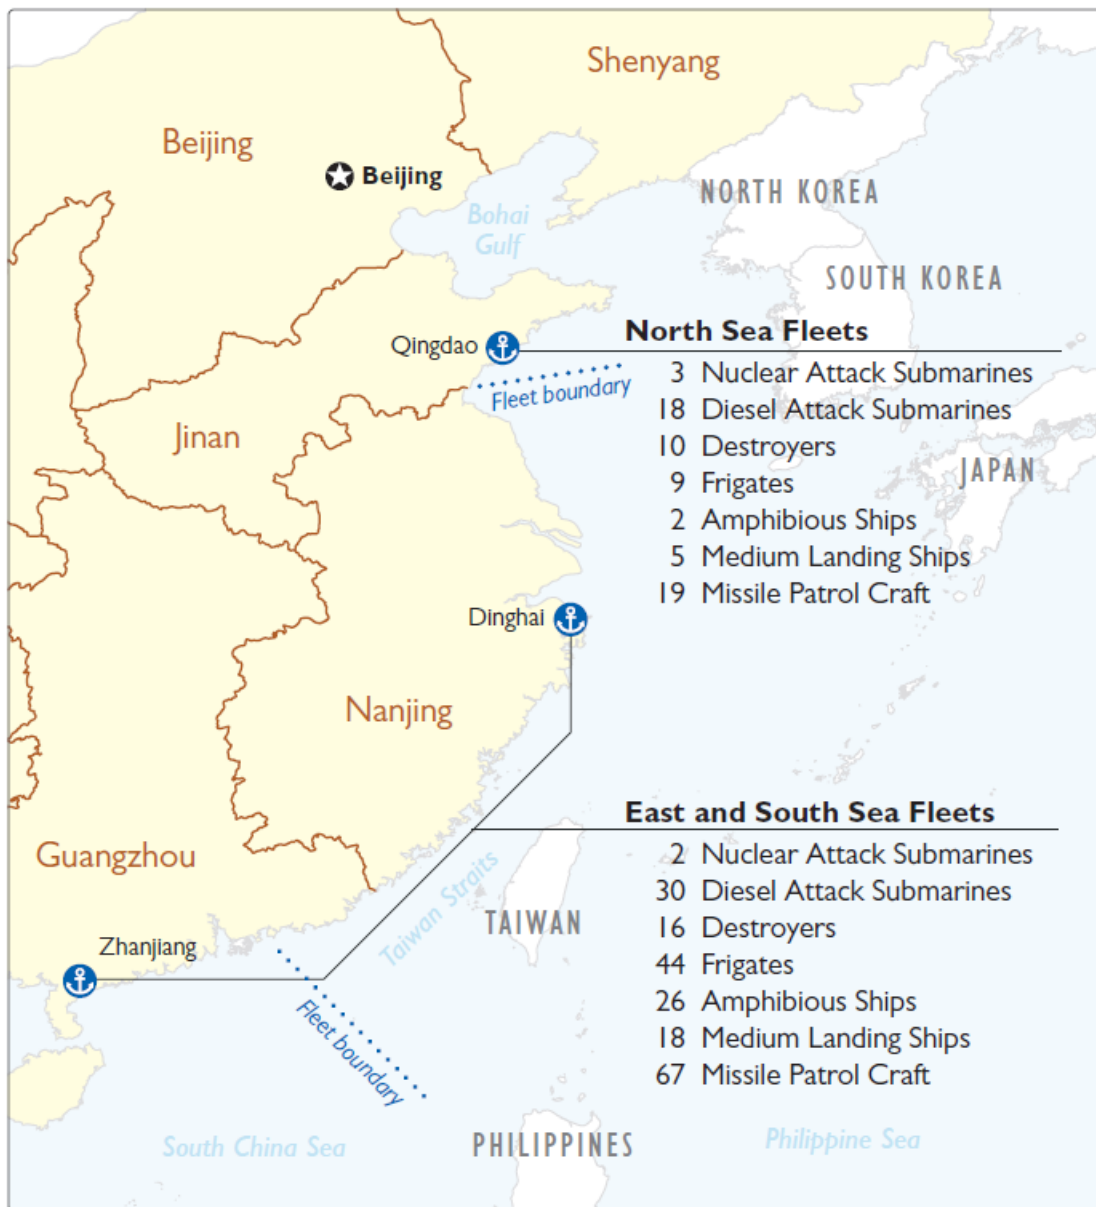 Shenyang
Beijing
Beijing
NORTH KOREA
Bohai
Gulf
SOUTH KOREA
Qingdao
North Sea Fleets
3 Nuclear Attack Submarines
18 Diesel Attack Submarines
10 Destroyers
9 Frigates
2 Amphibious Ships
5 Medium Landing Ships
19 Missile Patrol Craft
Fleet boundary
Jinan
JAPAN
Dinghai
Nanjing
East and South Sea Fleets
2 Nuclear Attack Submarines
30 Diesel Attack Submarines
16 Destroyers
44 Frigates
26 Amphibious Ships
18 Medium Landing Ships
67 Missile Patrol Craft
Guangzhou
Taiwan Straits
TAIWAN
Zhanjiang
Fleet boundary
South China Sea
PHILIPPINES
Philippine Sea